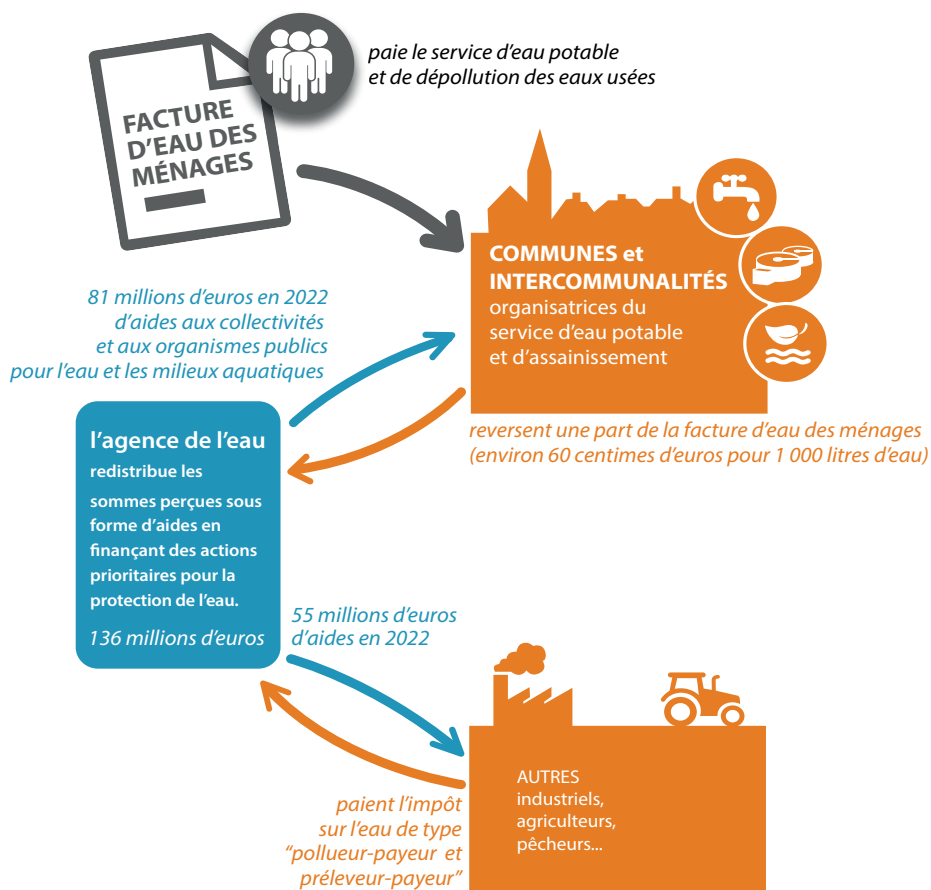 paie le service d'eau potable
et de dépollution des eaux usées
FACTURE
D'EAU DES
MÉNAGES
COMMUNES et
INTERCOMMUNALITÉS
organisatrices du
service d'eau potable
et d'assainissement
81 millions d'euros en 2022
d'aides aux collectivités
et aux organismes publics
pour l'eau et les milieux aquatiques
reversent une part de la facture d'eau des ménages
(environ 60 centimes d'euros pour 1 000 litres d'eau)
l'agence de l'eau
redistribue les
sommes perçues sous
forme d'aides en
finançant des actions
prioritaires pour la
protection de l'eau.
136 millions d'euros
55 millions d'euros
d'aides en 2022
AUTRES
industriels,
agriculteurs,
pêcheurs...
paient l'impôt
sur l'eau de type
“pollueur-payeur et
préleveur-payeur”